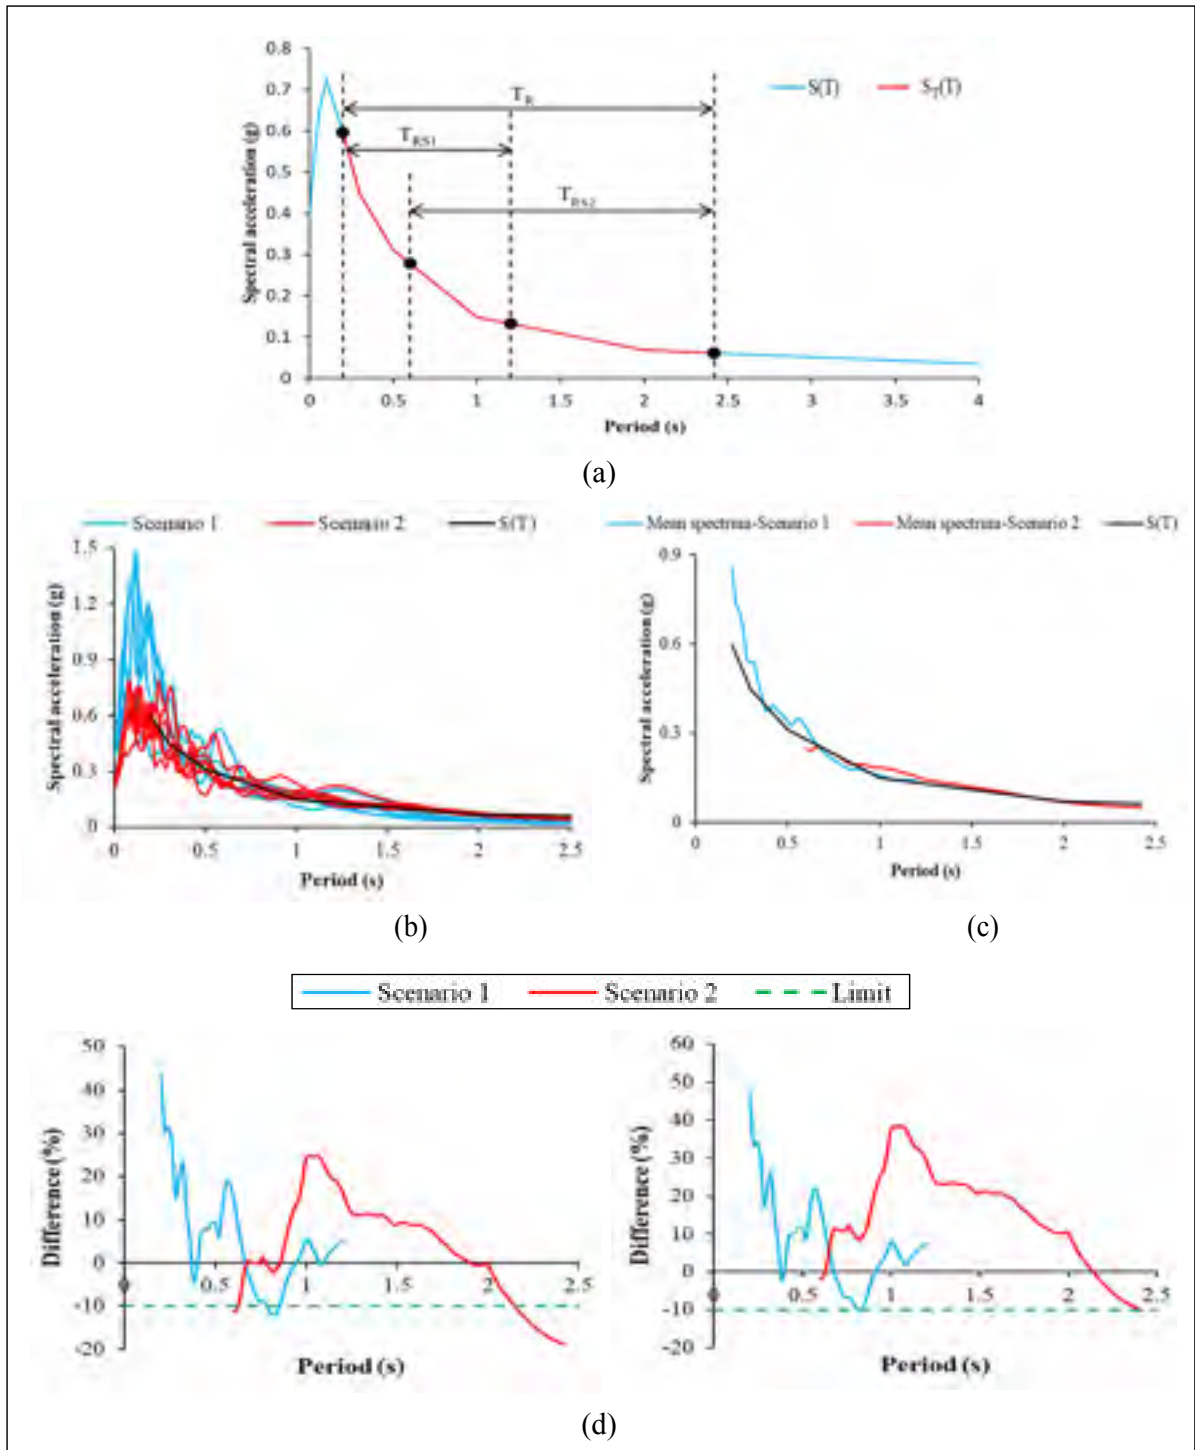 0.8
0.7
0.6
0.5
0.4
0.3
0.2
0.1
0
Spectral acceleration (g)
T_R
T_RS1
T_RS2
S(T) S_T(T)
0 0.5 1 1.5 2 2.5 3 3.5 4
Period (s)
(a)
Scenario 1 Scenario 2 S(T)
1.5
1.2
0.9
0.6
0.3
0
Spectral acceleration (g)
0 0.5 1 1.5 2 2.5
Period (s)
(b)
Mean spectrum-Scenario 1 Mean spectrum-Scenario 2 S(T)
0.9
0.6
0.3
0
Spectral acceleration (g)
0 0.5 1 1.5 2 2.5
Period (s)
(c)
Scenario 1 Scenario 2 Limit
50
40
30
20
10
0
-10
-20
Difference (%)
0 0.5 1 1.5 2 2.5
Period (s)
60
50
40
30
20
10
0
-10
-20
Difference (%)
0 0.5 1 1.5 2 2.5
Period (s)
(d)